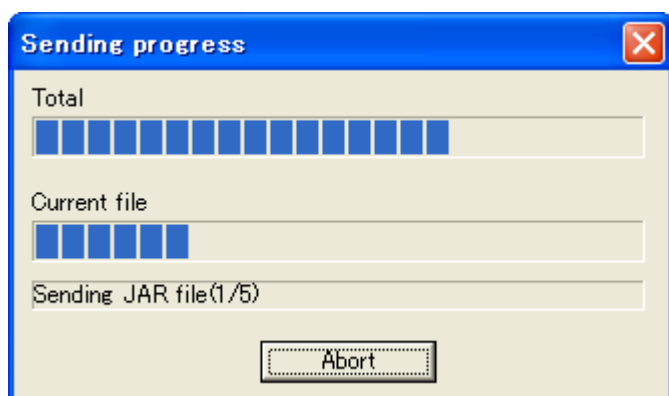 Sending progress
Total
Current file
Sending JAR file(1/5)
Abort